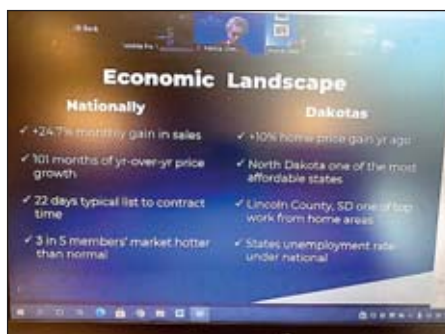 Economic Landscape
Nationally
✓ +24.7% monthly gain in sales
✓ 101 months of yr-over-yr price
growth
✓ 22 days typical list to contract
time
✓ 3 in 5 members' market hotter
than normal
Dakotas
✓ +10% home price gain yr ago
✓ North Dakota one of the most
affordable states
✓ Lincoln County, SD one of top
work from home areas
✓ States unemployment rate
under national